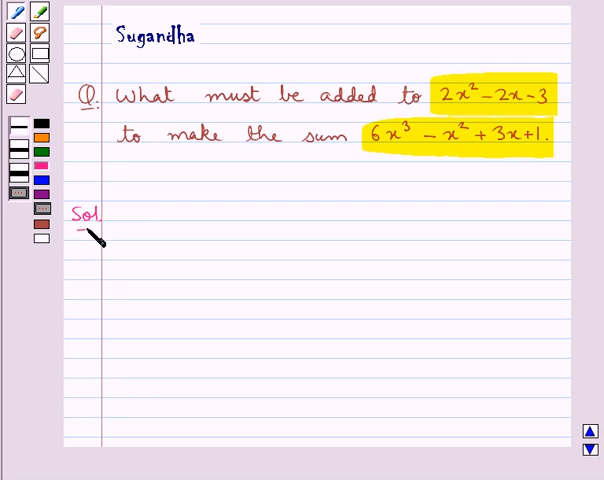 Sugandha
Q. What must be added to 2x² - 2x - 3
to make the sum 6x³ - x² + 3x + 1.
Sol.